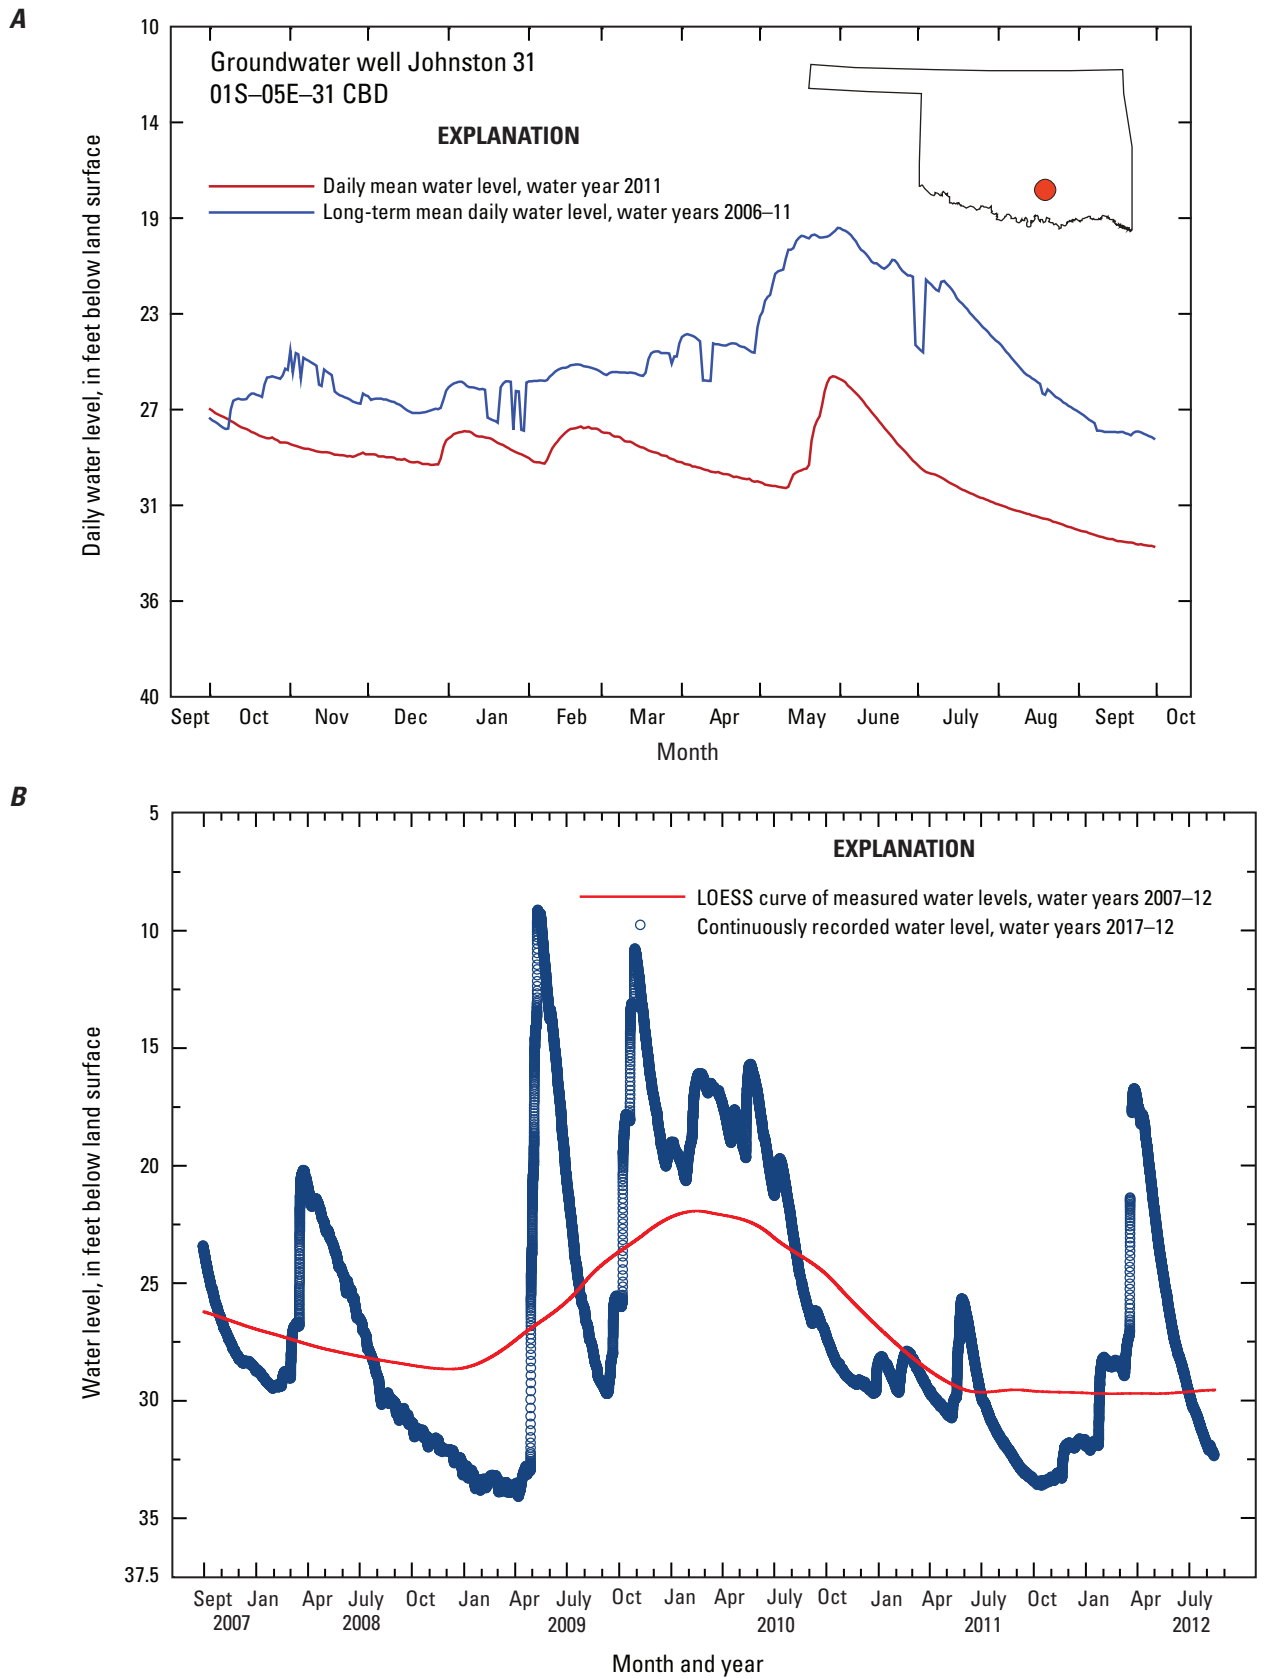 A
10
14
19
23
27
31
36
40
Daily water level, in feet below land surface
Groundwater well Johnston 31
01S–05E–31 CBD
EXPLANATION
Daily mean water level, water year 2011
Long-term mean daily water level, water years 2006–11
Sept Oct Nov Dec Jan Feb Mar Apr May June July Aug Sept Oct
Month
B
5
10
15
20
25
30
35
37.5
Water level, in feet below land surface
EXPLANATION
LOESS curve of measured water levels, water years 2007–12
Continuously recorded water level, water years 2017–12
Sept Jan Apr July Oct Jan Apr July Oct Jan Apr July Oct Jan Apr July Oct Jan Apr July
2007 2008 2009 2010 2011 2012
Month and year